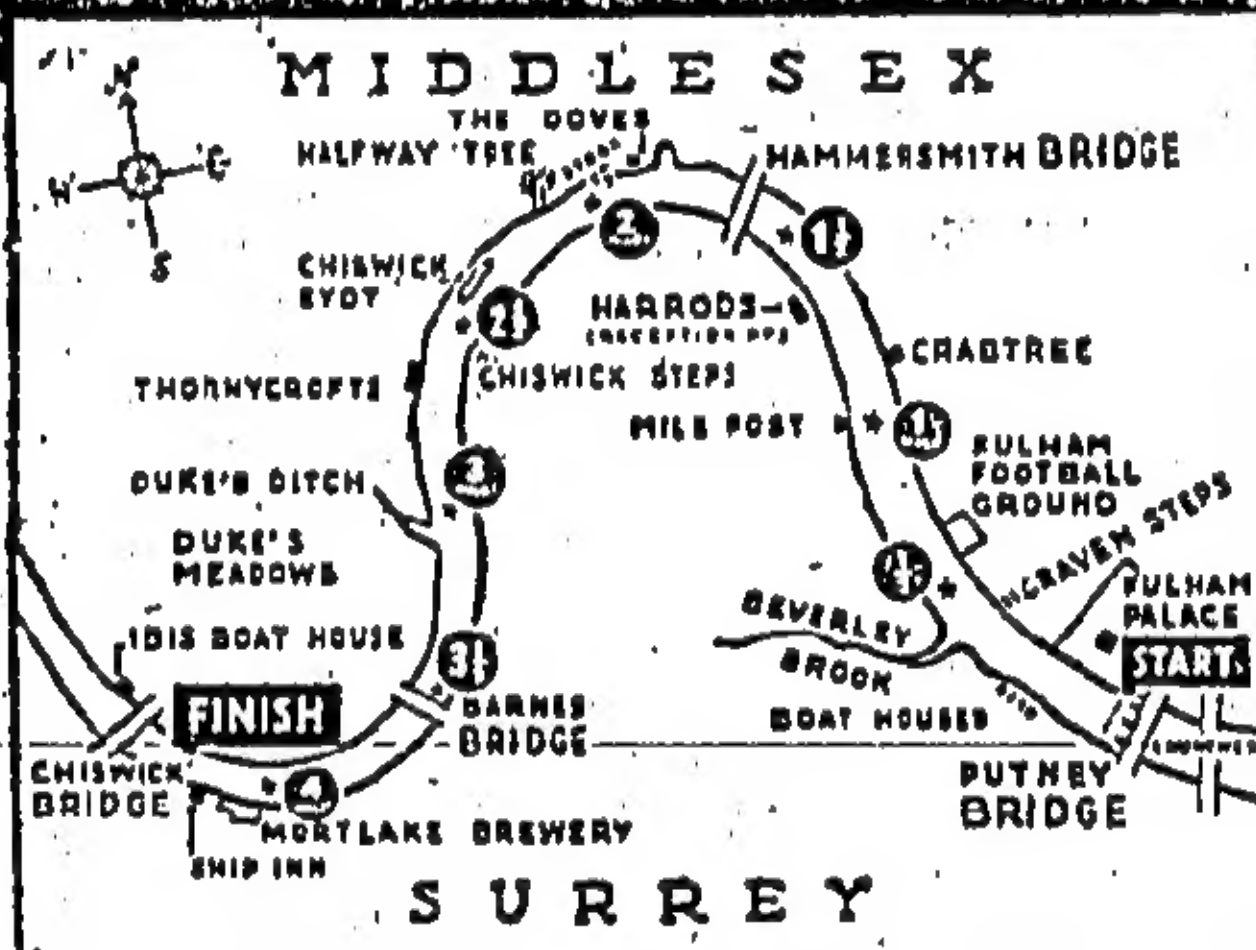 N
W
S
MIDDLESEX
THE DOVES
HALFWAY TREE
HAMMERSMITH BRIDGE
2
1½
CHISWICK
EYOT
2½
HARRODS
CHISWICK STEPS
CRABTREE
THORNYCROFTS
MILE POST
1
FULHAM
FOOTBALL
GROUND
3
DUKE'S DITCH
DUKE'S
MEADOWS
CRAVEN STEPS
FULHAM
PALACE
START
BEVERLEY
BROOK
BOAT HOUSES
IBIS BOAT HOUSE
3½
FINISH
BARNES
BRIDGE
CHISWICK
BRIDGE
4
PUTNEY
BRIDGE
MORTLAKE BREWERY
SHIP INN
SURREY